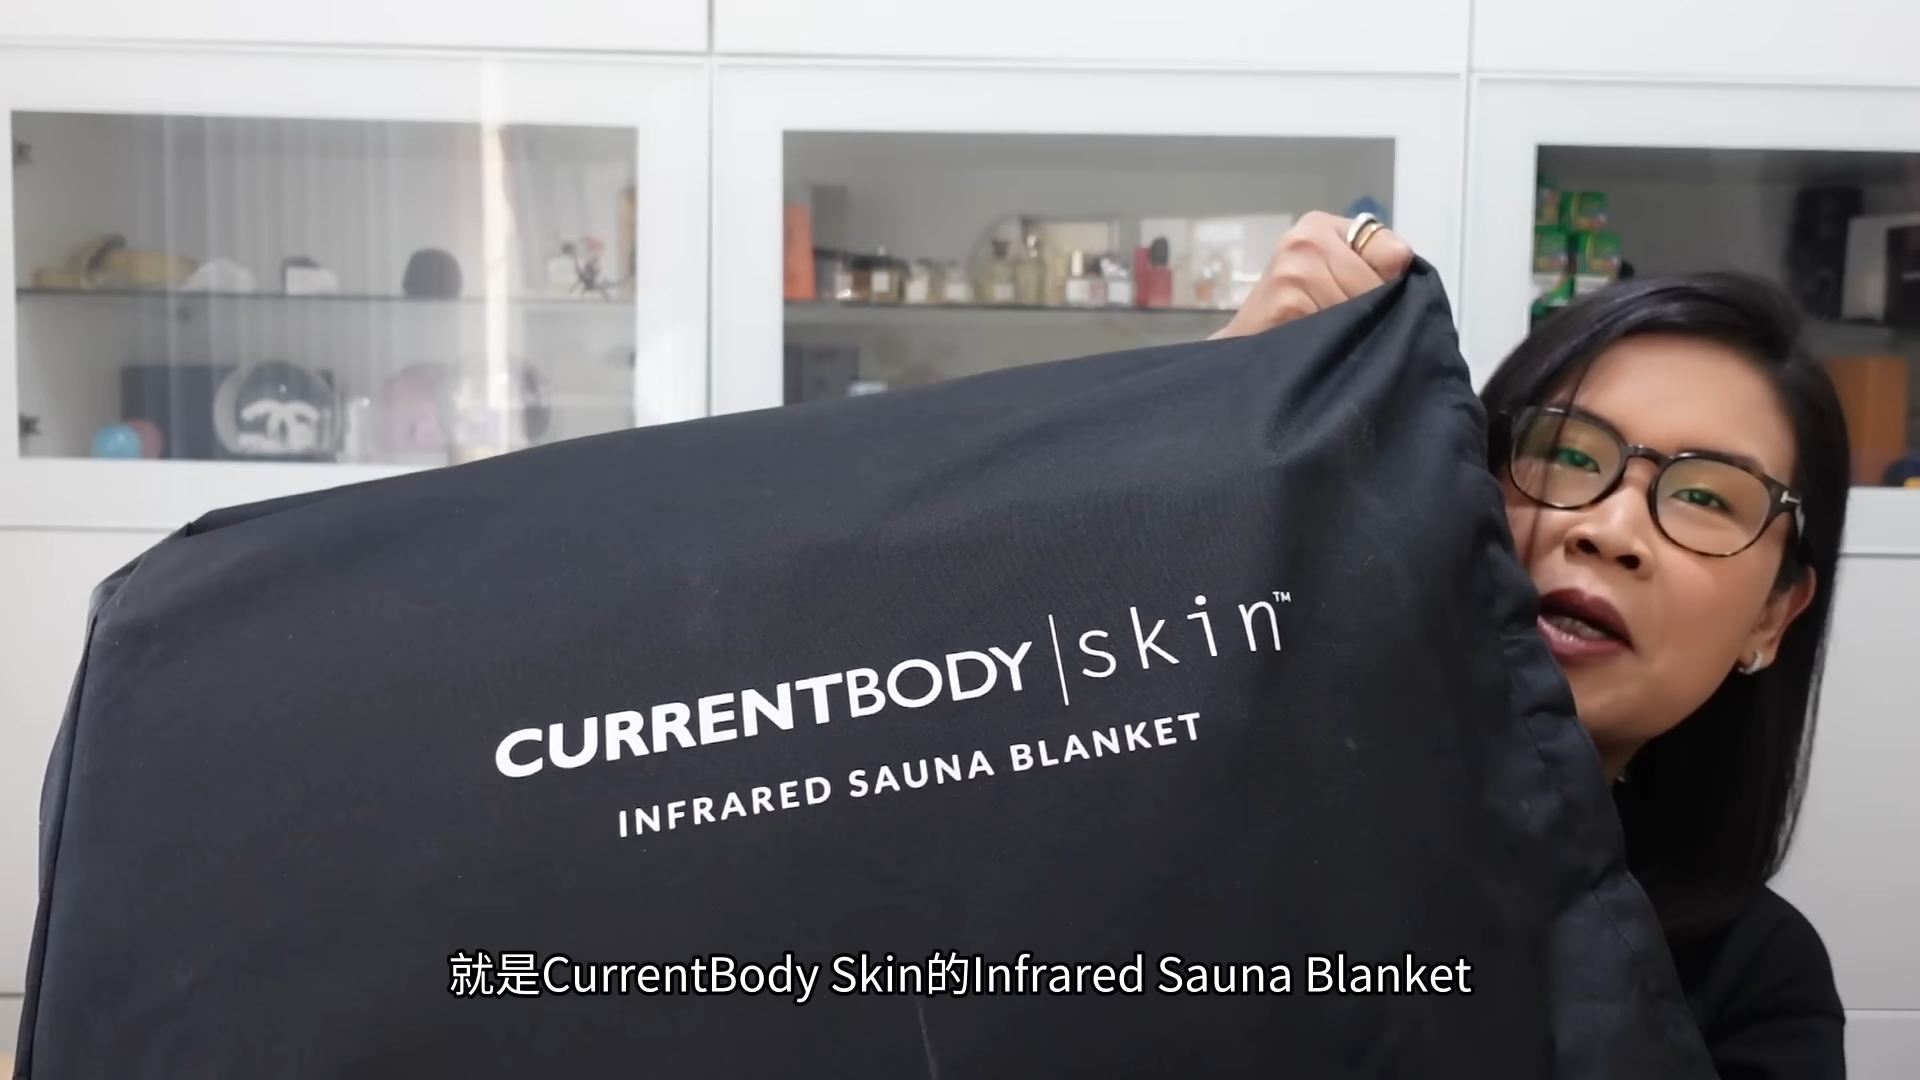 CURRENTBODY|skin™
INFRARED SAUNA BLANKET
就是CurrentBody Skin的Infrared Sauna Blanket